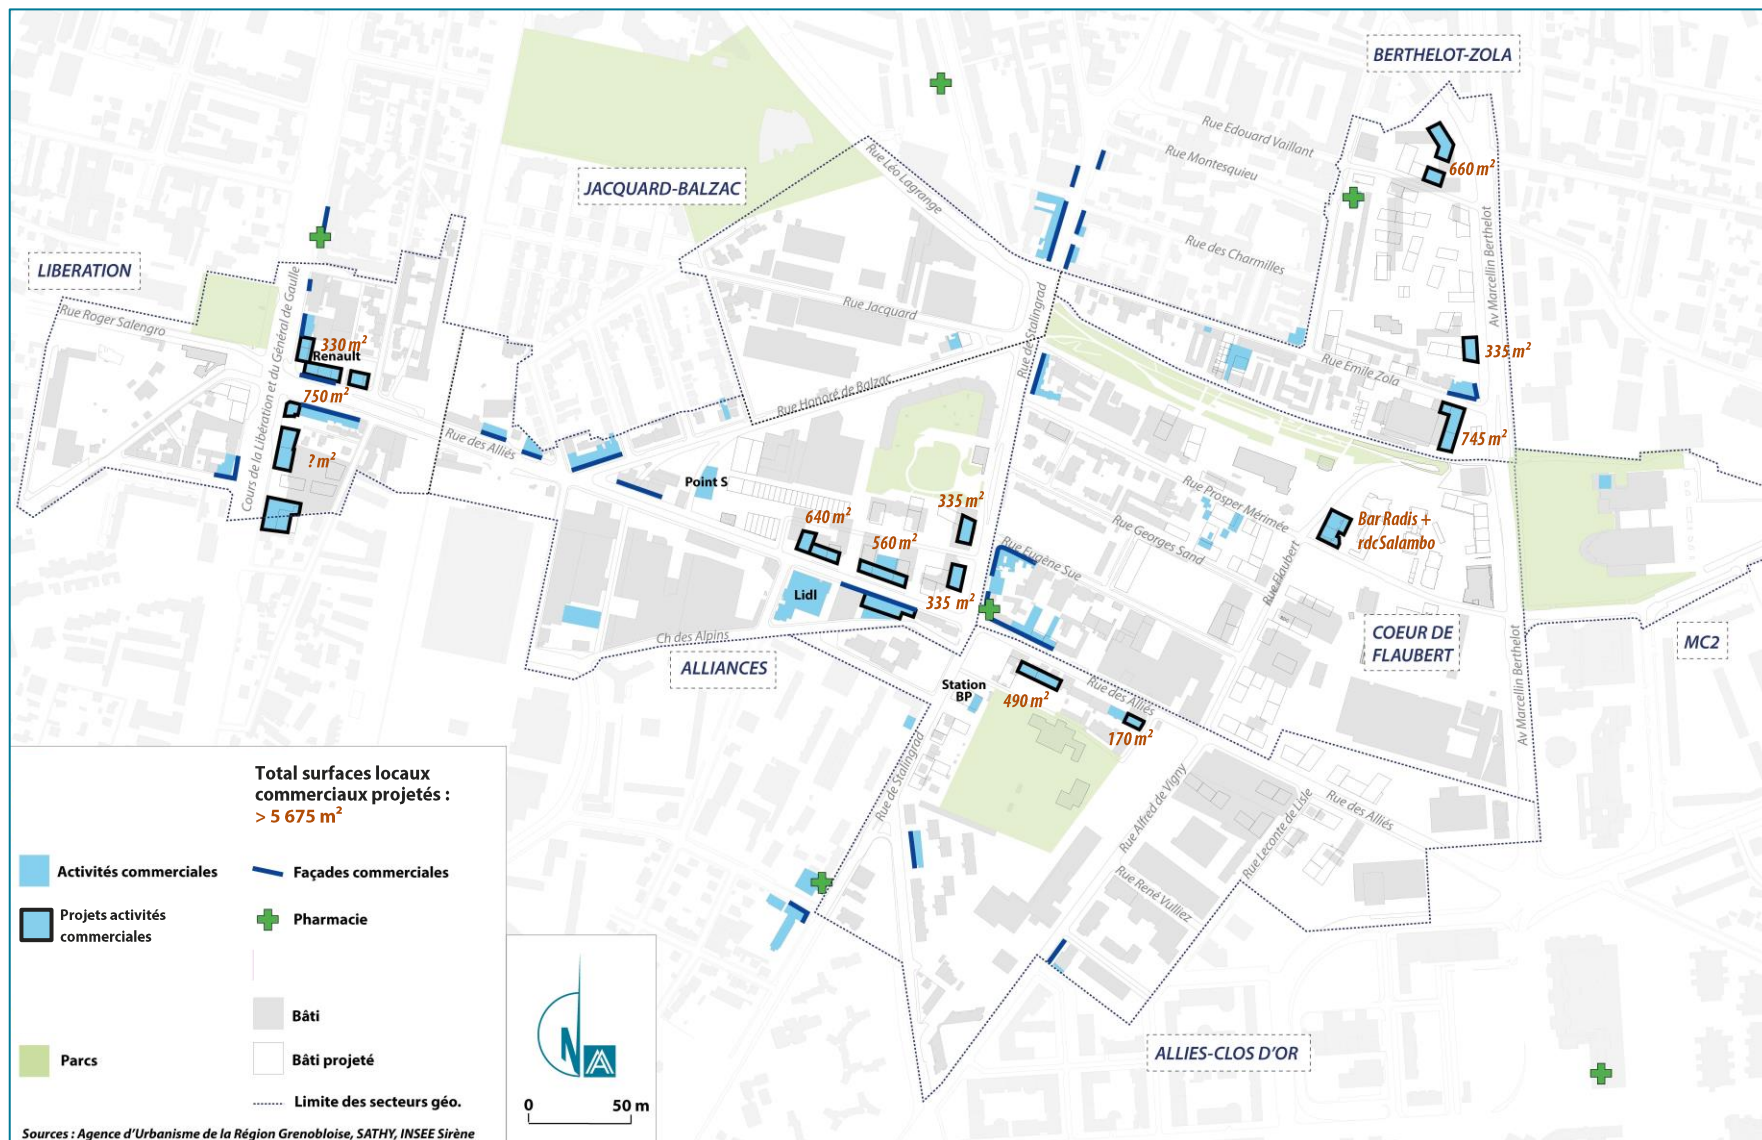 BERTHELOT-ZOLA
Rue Edouard Vaillant
Rue Montesquieu
660 m²
Rue Léo Lagrange
JACQUARD-BALZAC
Rue des Charmilles
Av Marcellin Berthelot
LIBERATION
Rue Roger Salengro
Cours de la Libération et du Général de Gaulle
330 m²
Renault
750 m²
? m²
Rue Jacquard
Rue de Stalingrad
Rue Honoré de Balzac
335 m²
Rue Emile Zola
745 m²
Rue des Alliés
Point S
640 m²
560 m²
335 m²
335 m²
Lidl
Rue Prosper Mérimée
Rue Georges Sand
Rue Eugène Sue
Rue Flaubert
Bar Radis +
rdc Salambo
Ch des Alpins
ALLIANCES
COEUR DE
FLAUBERT
MC2
Station
BP
490 m²
Rue des Alliés
170 m²
Av Marcellin Berthelot
Rue de Stalingrad
Rue Alfred de Vigny
Rue Leconte de Lisle
Rue des Alliés
Rue René Vulliez
ALLIES-CLOS D'OR
Total surfaces locaux
commerciaux projetés :
> 5 675 m²
Activités commerciales
Façades commerciales
Projets activités
commerciales
Pharmacie
Bâti
Parcs
Bâti projeté
Limite des secteurs géo.
N
0 50 m
Sources : Agence d'Urbanisme de la Région Grenobloise, SATHY, INSEE Sirène